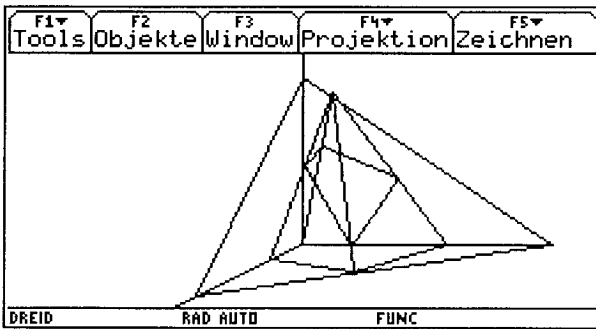 F1▾ F2 F3 F4▾ F5▾
Tools Objekte Window Projektion Zeichnen
DREID RAD AUTO FUNC